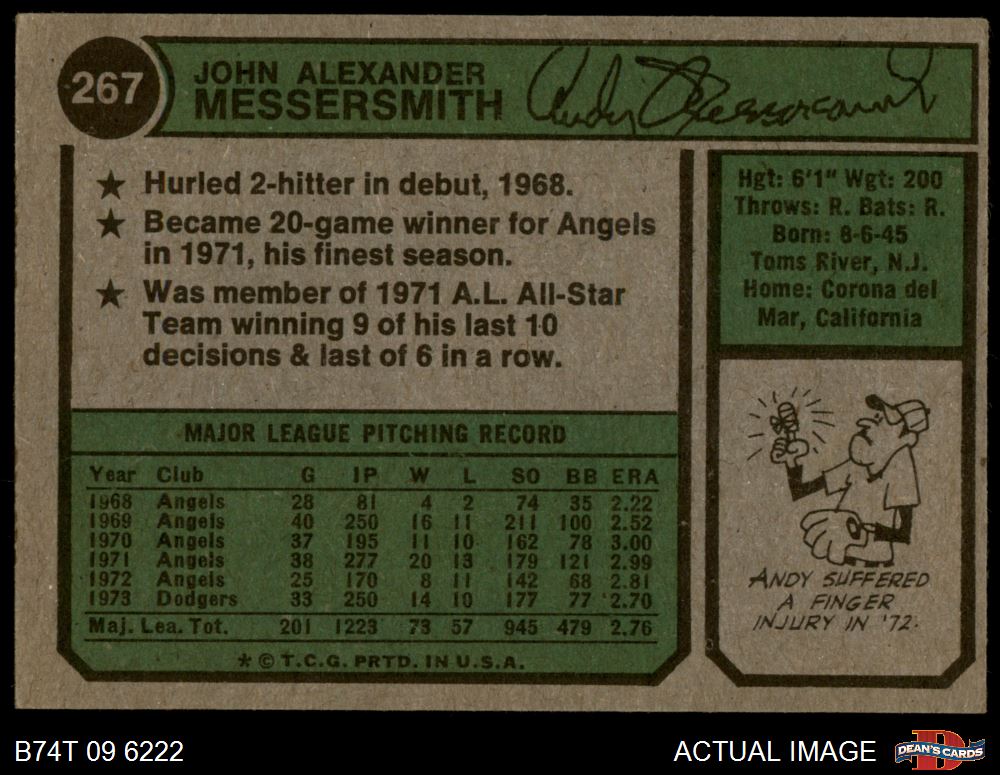 267
JOHN ALEXANDER
MESSERSMITH
Andy Messersmith
★ Hurled 2-hitter in debut, 1968.
★ Became 20-game winner for Angels
in 1971, his finest season.
★ Was member of 1971 A.L. All-Star
Team winning 9 of his last 10
decisions & last of 6 in a row.
Hgt: 6'1" Wgt: 200
Throws: R. Bats: R.
Born: 8-6-45
Toms River, N.J.
Home: Corona del
Mar, California
MAJOR LEAGUE PITCHING RECORD
Year Club G IP W L SO BB ERA
1968 Angels 28 81 4 2 74 35 2.22
1969 Angels 40 250 16 11 211 100 2.52
1970 Angels 37 195 11 10 162 78 3.00
1971 Angels 38 277 20 13 179 121 2.99
1972 Angels 25 170 8 11 142 68 2.81
1973 Dodgers 33 250 14 10 177 77 2.70
Maj. Lea. Tot. 201 1223 73 57 945 479 2.76
* © T.C.G. PRTD. IN U.S.A.
ANDY SUFFERED
A FINGER
INJURY IN '72.
B74T 09 6222
ACTUAL IMAGE
D
DEAN'S CARDS